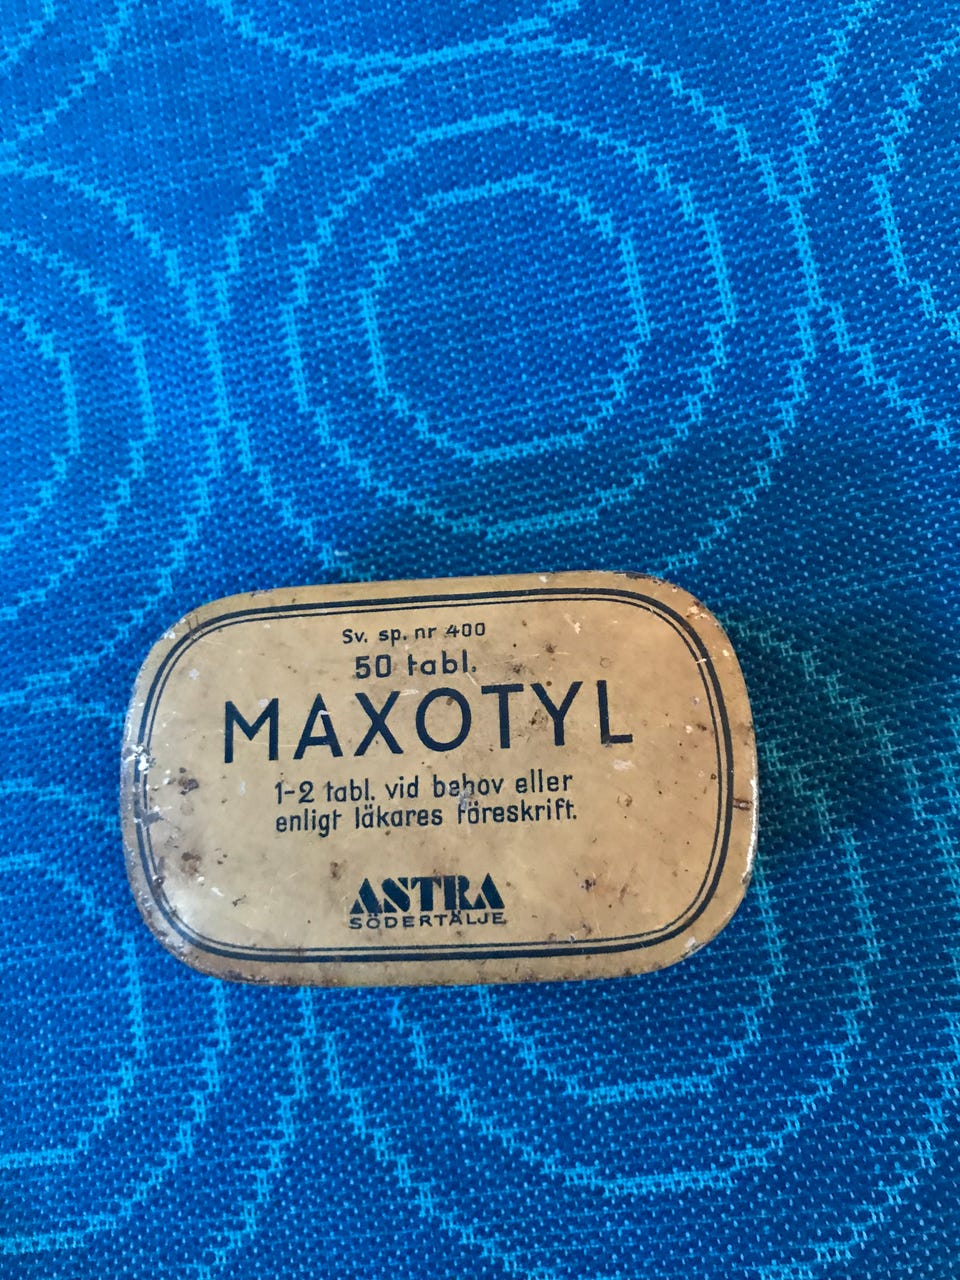 Sv. sp. nr 400
50 tabl.
MAXOTYL
1-2 tabl. vid behov eller
enligt läkares föreskrift.
ASTRA
SÖDERTÄLJE